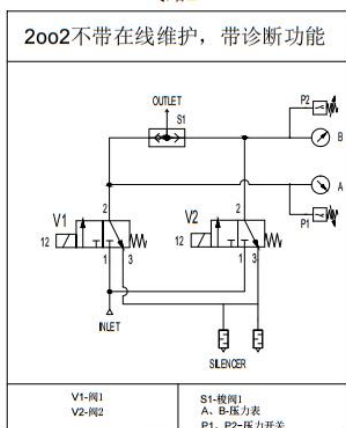 2oo2不带在线维护，带诊断功能
P2
OUTLET
S1
B
A
V1
2
V2
2
P1
12
12
1
3
1
3
INLET
SILENCER
V1-阀1
S1-梭阀1
V2-阀2
A、B-压力表
P1、P2-压力开关